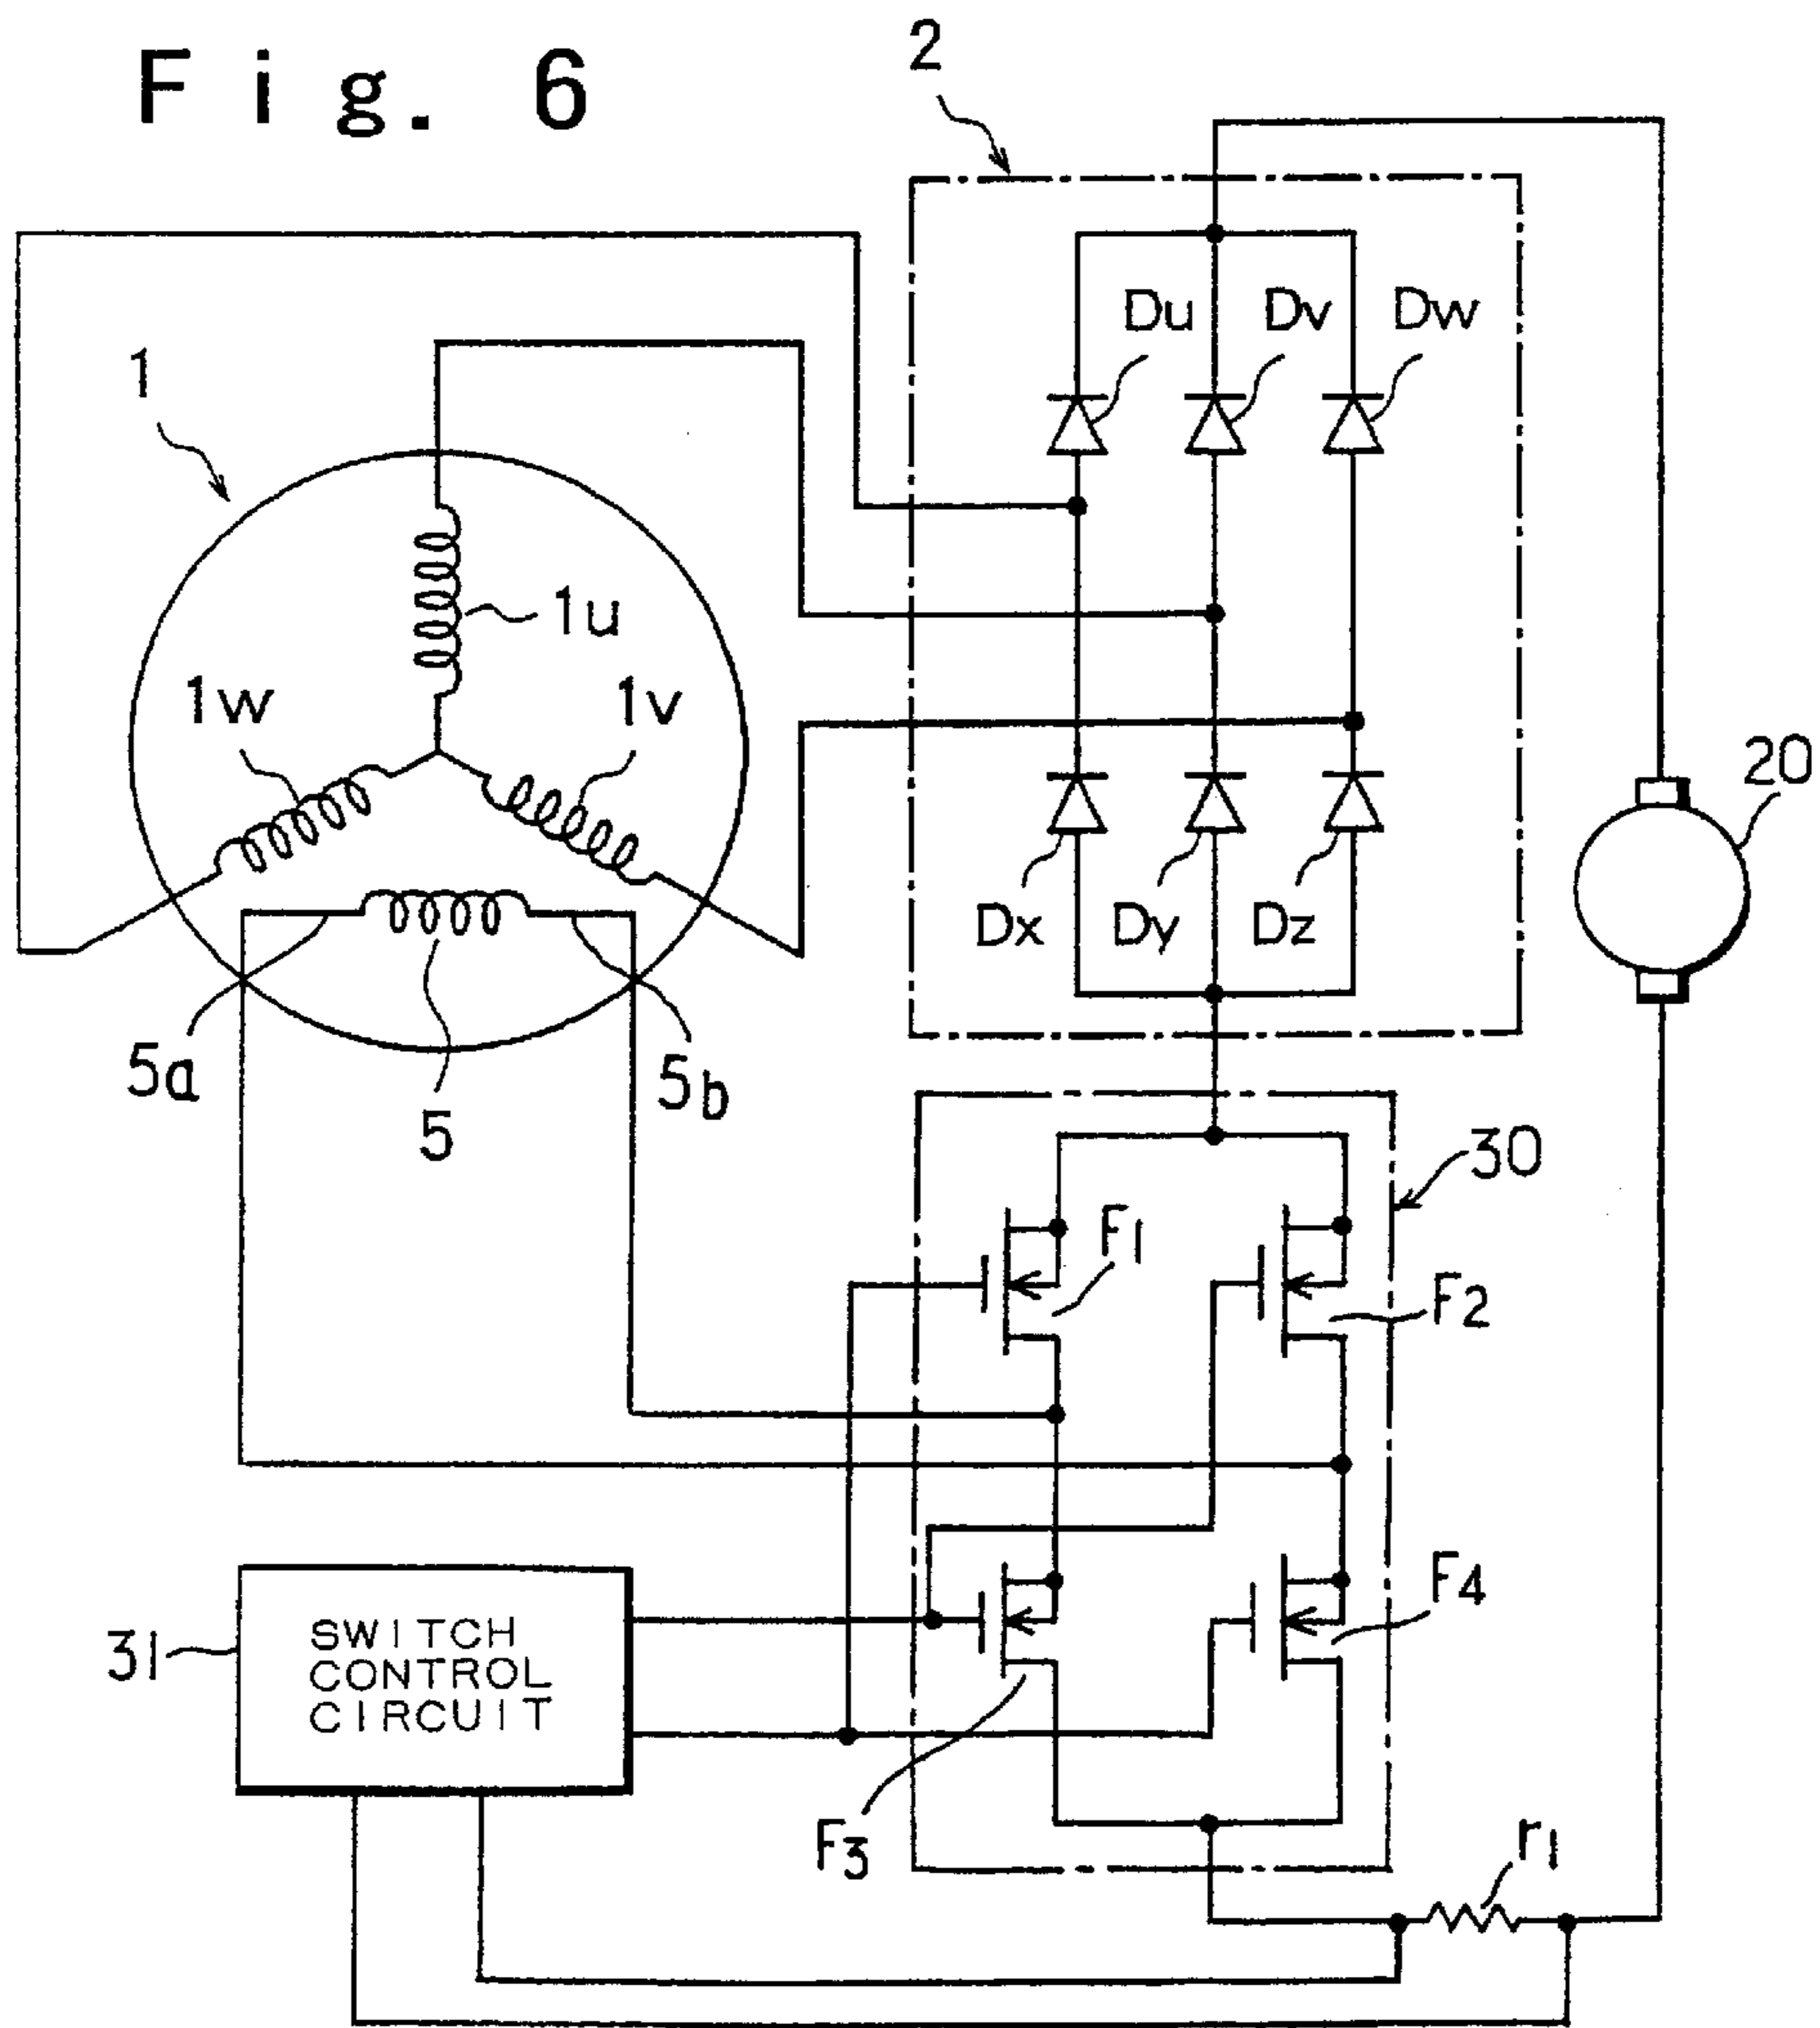 Fig. 6
2
Du Dv Dw
1
1u
1w 1v
20
Dx Dy Dz
5a 5 5b
30
F1
F2
31
SWITCH
CONTROL
CIRCUIT
F4
F3
r1